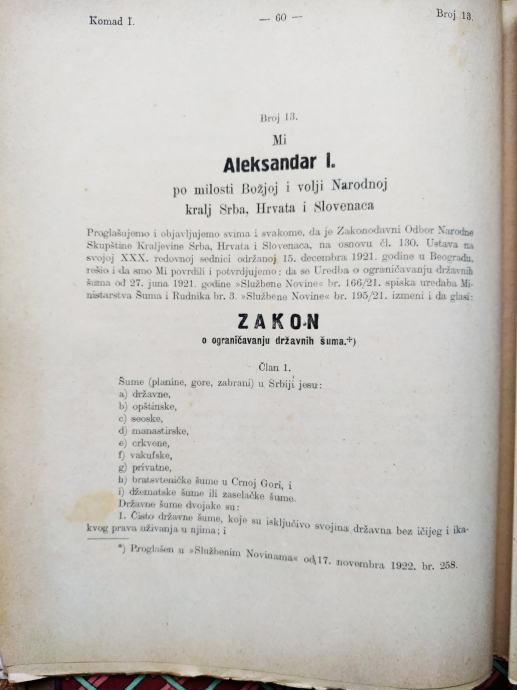 Komad I.
— 60 —
Broj 13.
Broj 13.
Mi
Aleksandar I.
po milosti Božjoj i volji Narodnoj
kralj Srba, Hrvata i Slovenaca
Proglašujemo i objavljujemo svima i svakome, da je Zakonodavni Odbor Narodne
Skupštine Kraljevine Srba, Hrvata i Slovenaca, na osnovu čl. 130. Ustava na
svojoj XXX. redovnoj sednici održanoj 15. decembra 1921. godine u Beogradu,
rešio i da smo Mi povrdili i potvrdjujemo: da se Uredba o ograničavanju državnih
šuma od 27. juna 1921. godine »Službene Novine« br. 166/21. spiska uredaba Mi-
nistarstva Šuma i Rudnika br. 3. »Službene Novine« br. 195/21. izmeni i da glasi:
ZAKON
o ograničavanju državnih šuma.*)
Član 1.
Šume (planine, gore, zabrani) u Srbiji jesu:
a) državne,
b) opštinske,
c) seoske,
d) manastirske,
e) crkvene,
f) vakufske,
g) privatne,
h) bratsveničke šume u Crnoj Gori, i
i) džematske šume ili zaselačke šume.
Državne šume dvojake su:
1. Čisto državne šume, koje su isključivo svojina državna bez ičijeg i ika-
kvog prava uživanja u njima; i
*) Proglašen u »Službenim Novinama« od 17. novembra 1922. br. 258.